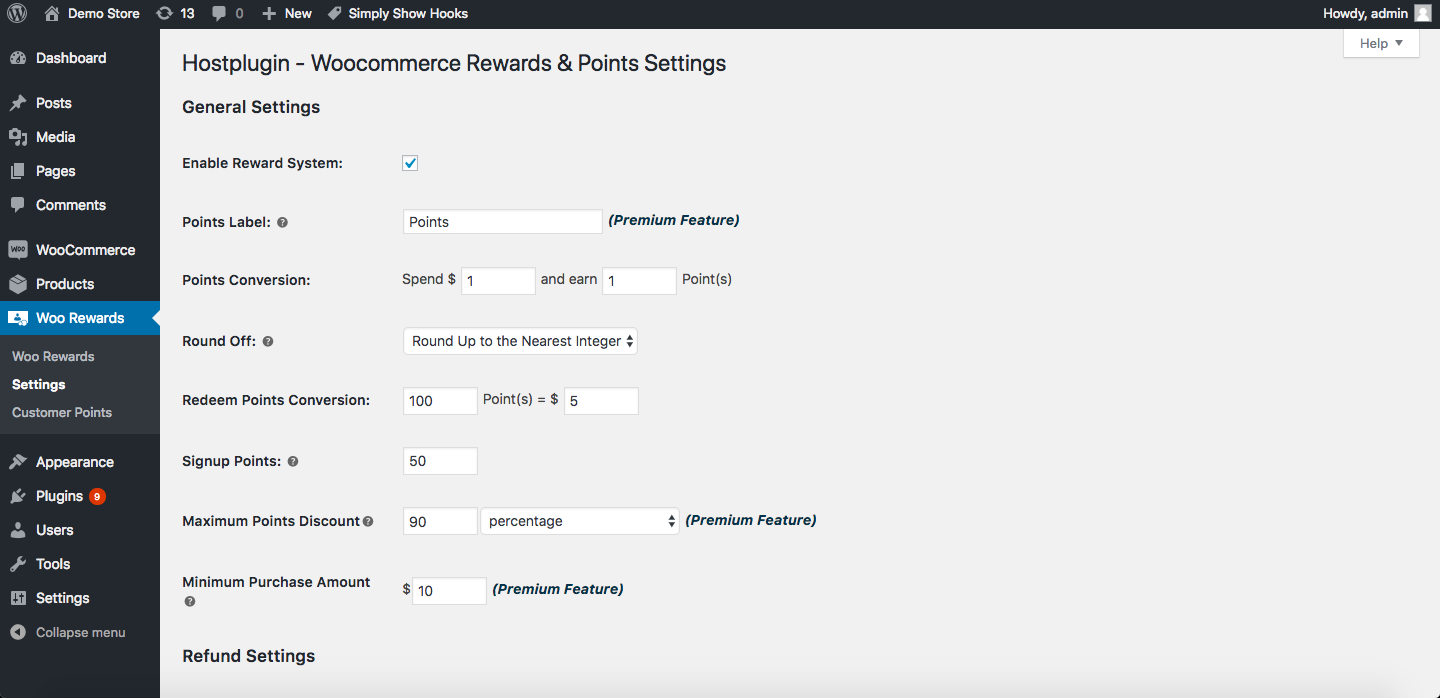 Demo Store 13 0 New Simply Show Hooks Howdy, admin
Help
Dashboard
Posts
Media
Pages
Comments
WOO WooCommerce
Products
Woo Rewards
Woo Rewards
Settings
Customer Points
Appearance
Plugins 9
Users
Tools
Settings
Collapse menu
Hostplugin - Woocommerce Rewards & Points Settings
General Settings
Enable Reward System:
Points Label: ? Points (Premium Feature)
Points Conversion: Spend $ 1 and earn 1 Point(s)
Round Off: ? Round Up to the Nearest Integer
Redeem Points Conversion: 100 Point(s) = $ 5
Signup Points: ? 50
Maximum Points Discount ? 90 percentage (Premium Feature)
Minimum Purchase Amount ? $ 10 (Premium Feature)
Refund Settings